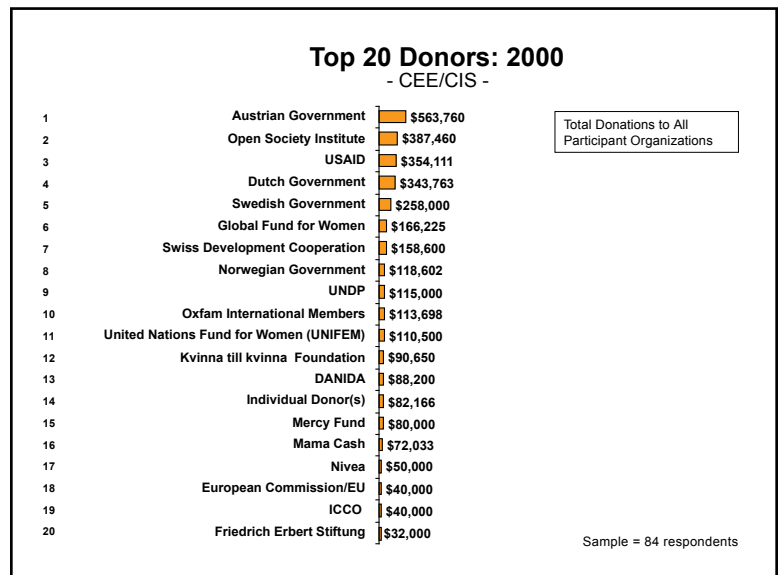 Top 20 Donors: 2000
- CEE/CIS -
Total Donations to All
Participant Organizations
1 Austrian Government $563,760
2 Open Society Institute $387,460
3 USAID $354,111
4 Dutch Government $343,763
5 Swedish Government $258,000
6 Global Fund for Women $166,225
7 Swiss Development Cooperation $158,600
8 Norwegian Government $118,602
9 UNDP $115,000
10 Oxfam International Members $113,698
11 United Nations Fund for Women (UNIFEM) $110,500
12 Kvinna till kvinna Foundation $90,650
13 DANIDA $88,200
14 Individual Donor(s) $82,166
15 Mercy Fund $80,000
16 Mama Cash $72,033
17 Nivea $50,000
18 European Commission/EU $40,000
19 ICCO $40,000
20 Friedrich Erbert Stiftung $32,000
Sample = 84 respondents